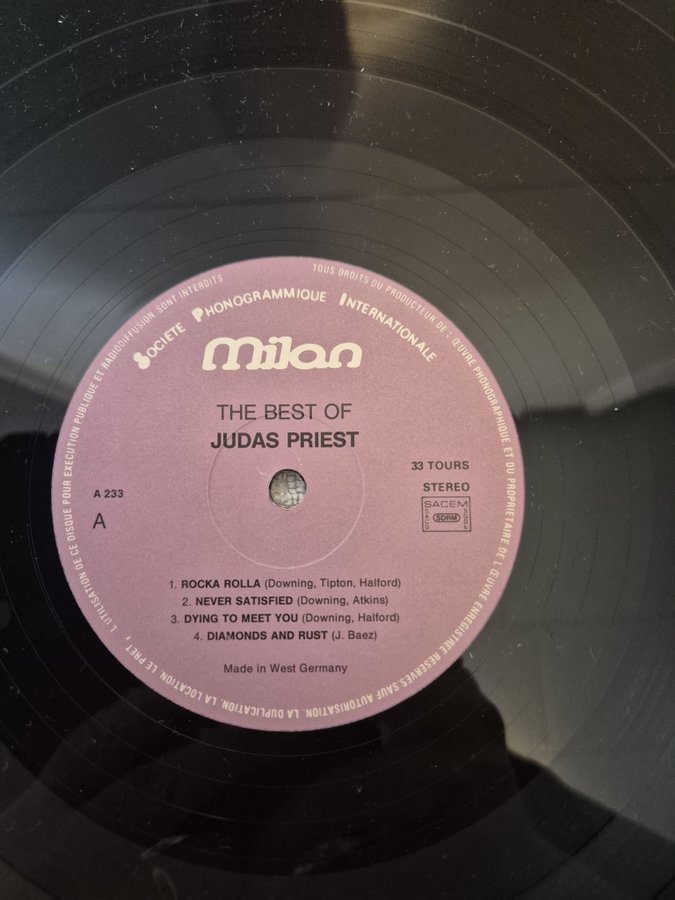 TOUS DROITS DU PRODUCTEUR DE L' ŒUVRE PHONOGRAPHIQUE ET DU PROPRIETAIRE DE L'ŒUVRE ENREGISTREE RESERVES. SAUF AUTORISATION. LA DUPLICATION. LA LOCATION. LE PRET, L'UTILISATION DE CE DISQUE POUR EXECUTION PUBLIQUE ET RADIODIFFUSION SONT INTERDITS
SOCIETE PHONOGRAMMIQUE INTERNATIONALE
milan
THE BEST OF
JUDAS PRIEST
33 TOURS
STEREO
A 233
A
SACEM
SACD SDRM SGDL
1. ROCKA ROLLA (Downing, Tipton, Halford)
2. NEVER SATISFIED (Downing, Atkins)
3. DYING TO MEET YOU (Downing, Halford)
4. DIAMONDS AND RUST (J. Baez)
Made in West Germany